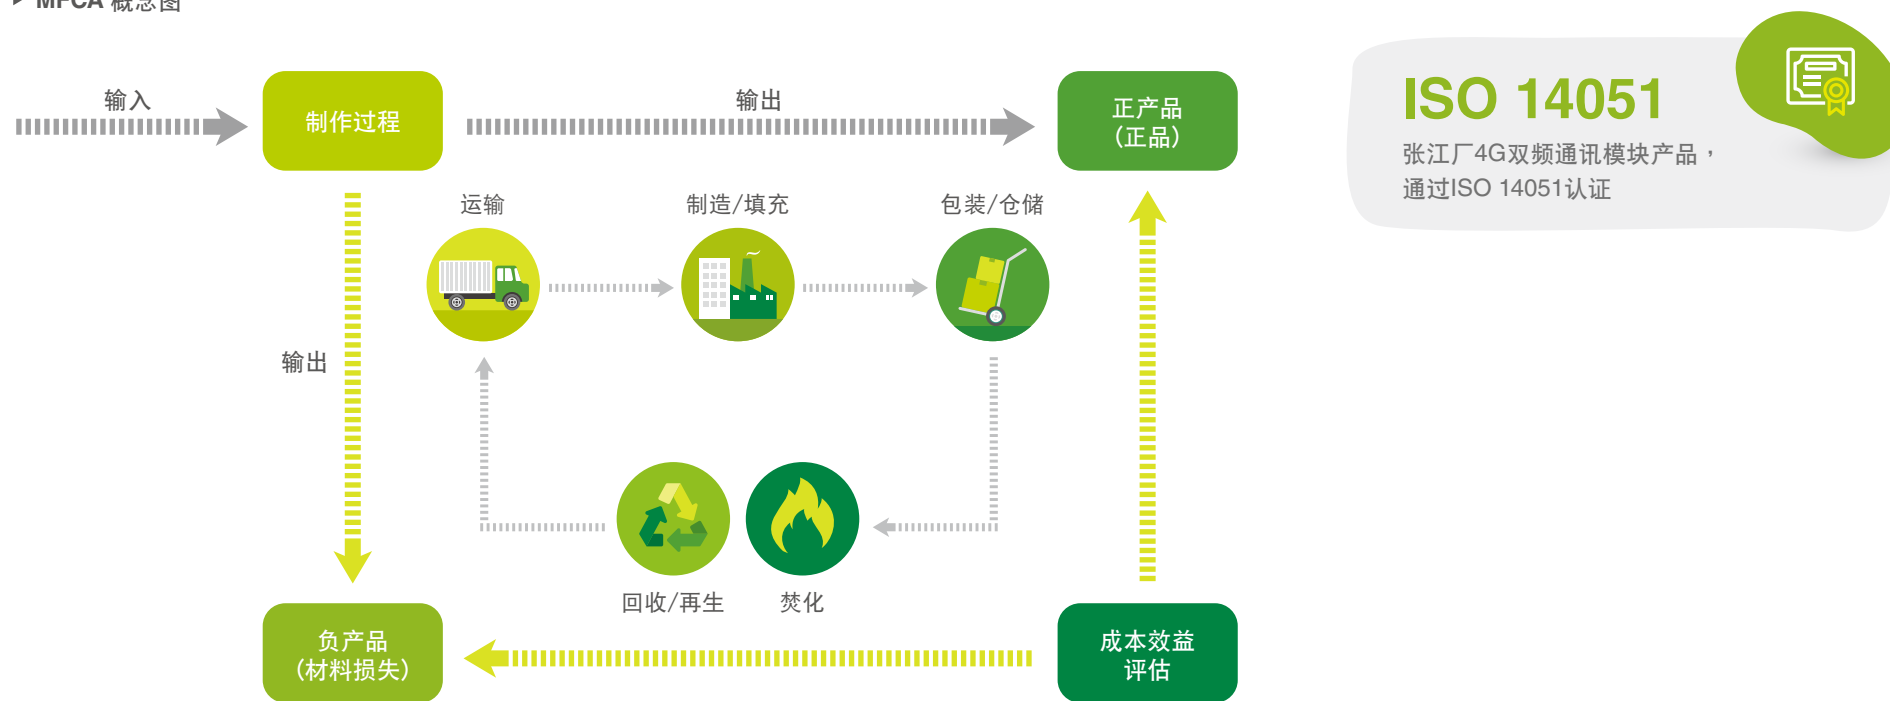 MFCA 概念图
输入
制作过程
输出
正产品
（正品）
ISO 14051
张江厂4G双频通讯模块产品，
通过ISO 14051认证
运输
制造/填充
包装/仓储
输出
回收/再生
焚化
负产品
（材料损失）
成本效益
评估